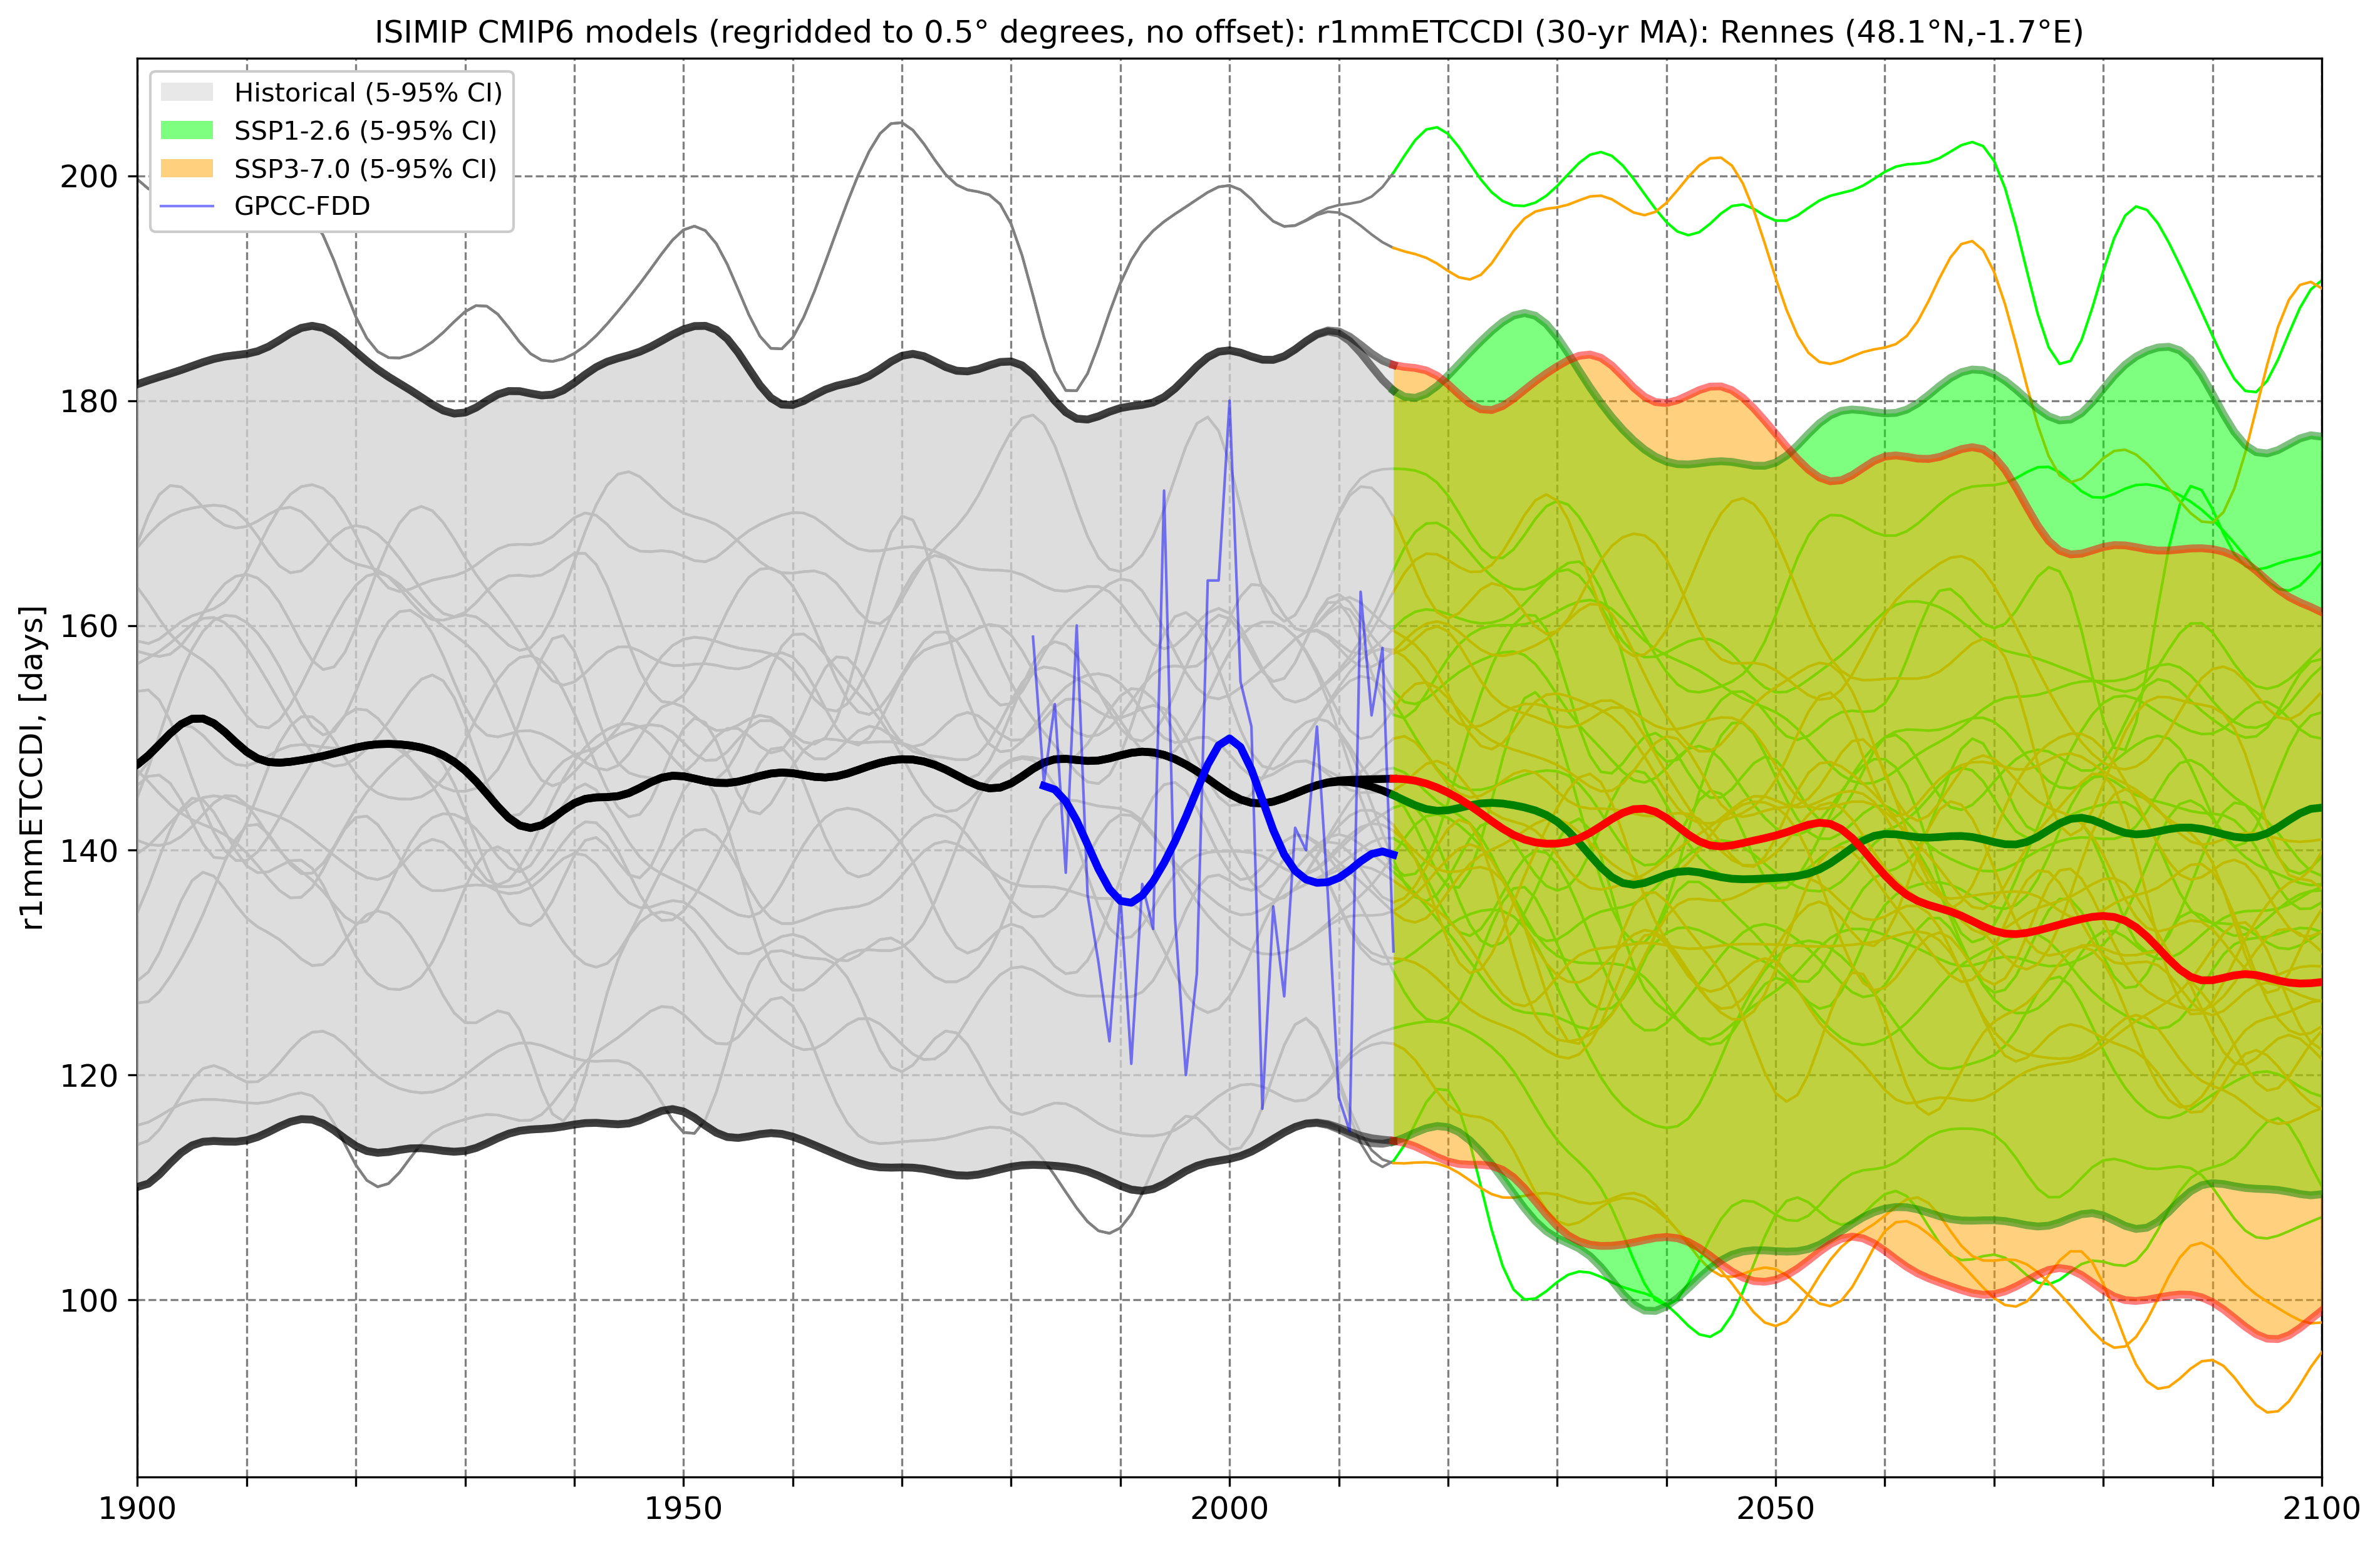 ISIMIP CMIP6 models (regridded to 0.5° degrees, no offset): r1mmETCCDI (30-yr MA): Rennes (48.1°N,-1.7°E)
Historical (5-95% CI)
SSP1-2.6 (5-95% CI)
SSP3-7.0 (5-95% CI)
GPCC-FDD
r1mmETCCDI, [days]
200
180
160
140
120
100
1900
1950
2000
2050
2100